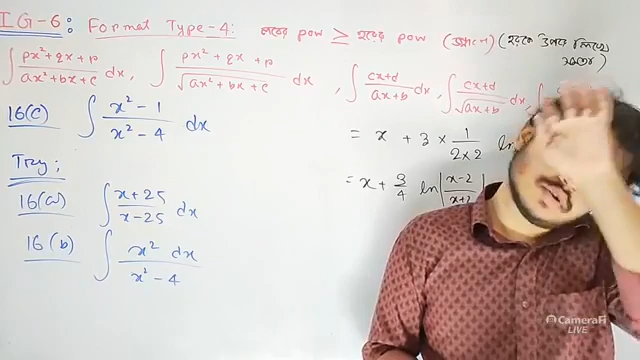 IG-6: Format Type-4: লবের pow ≥ হরের pow (হরকে উপরে লিখে
∫ px²+qx+r / ax²+bx+c dx, ∫ px²+qx+r / √ax²+bx+c dx, ∫ cx+d / ax+b dx, ∫ cx+d / √ax+b dx, ∫
16(c) ∫ x²-1 / x²-4 dx
= x + 3 × 1 / 2×2 ln
= x + 3/4 ln |x-2 / x+2|
Try;
16(a) ∫ x+25 / x-25 dx
16(b) ∫ x² dx / x²-4
CameraFi
LIVE